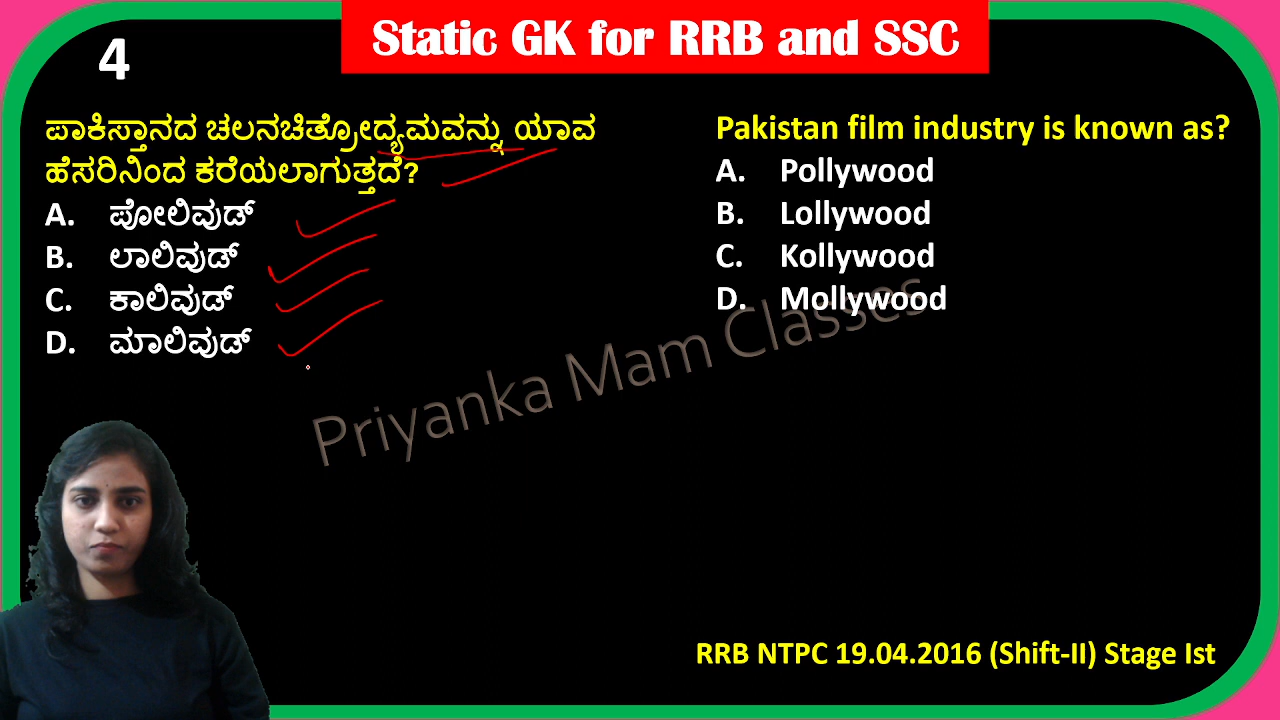 Static GK for RRB and SSC
4
ಪಾಕಿಸ್ತಾನದ ಚಲನಚಿತ್ರೋದ್ಯಮವನ್ನು ಯಾವ
ಹೆಸರಿನಿಂದ ಕರೆಯಲಾಗುತ್ತದೆ?
A. ಪೋಲಿವುಡ್
B. ಲಾಲಿವುಡ್
C. ಕಾಲಿವುಡ್
D. ಮಾಲಿವುಡ್
Pakistan film industry is known as?
A. Pollywood
B. Lollywood
C. Kollywood
D. Mollywood
Priyanka Mam Classes
RRB NTPC 19.04.2016 (Shift-II) Stage Ist